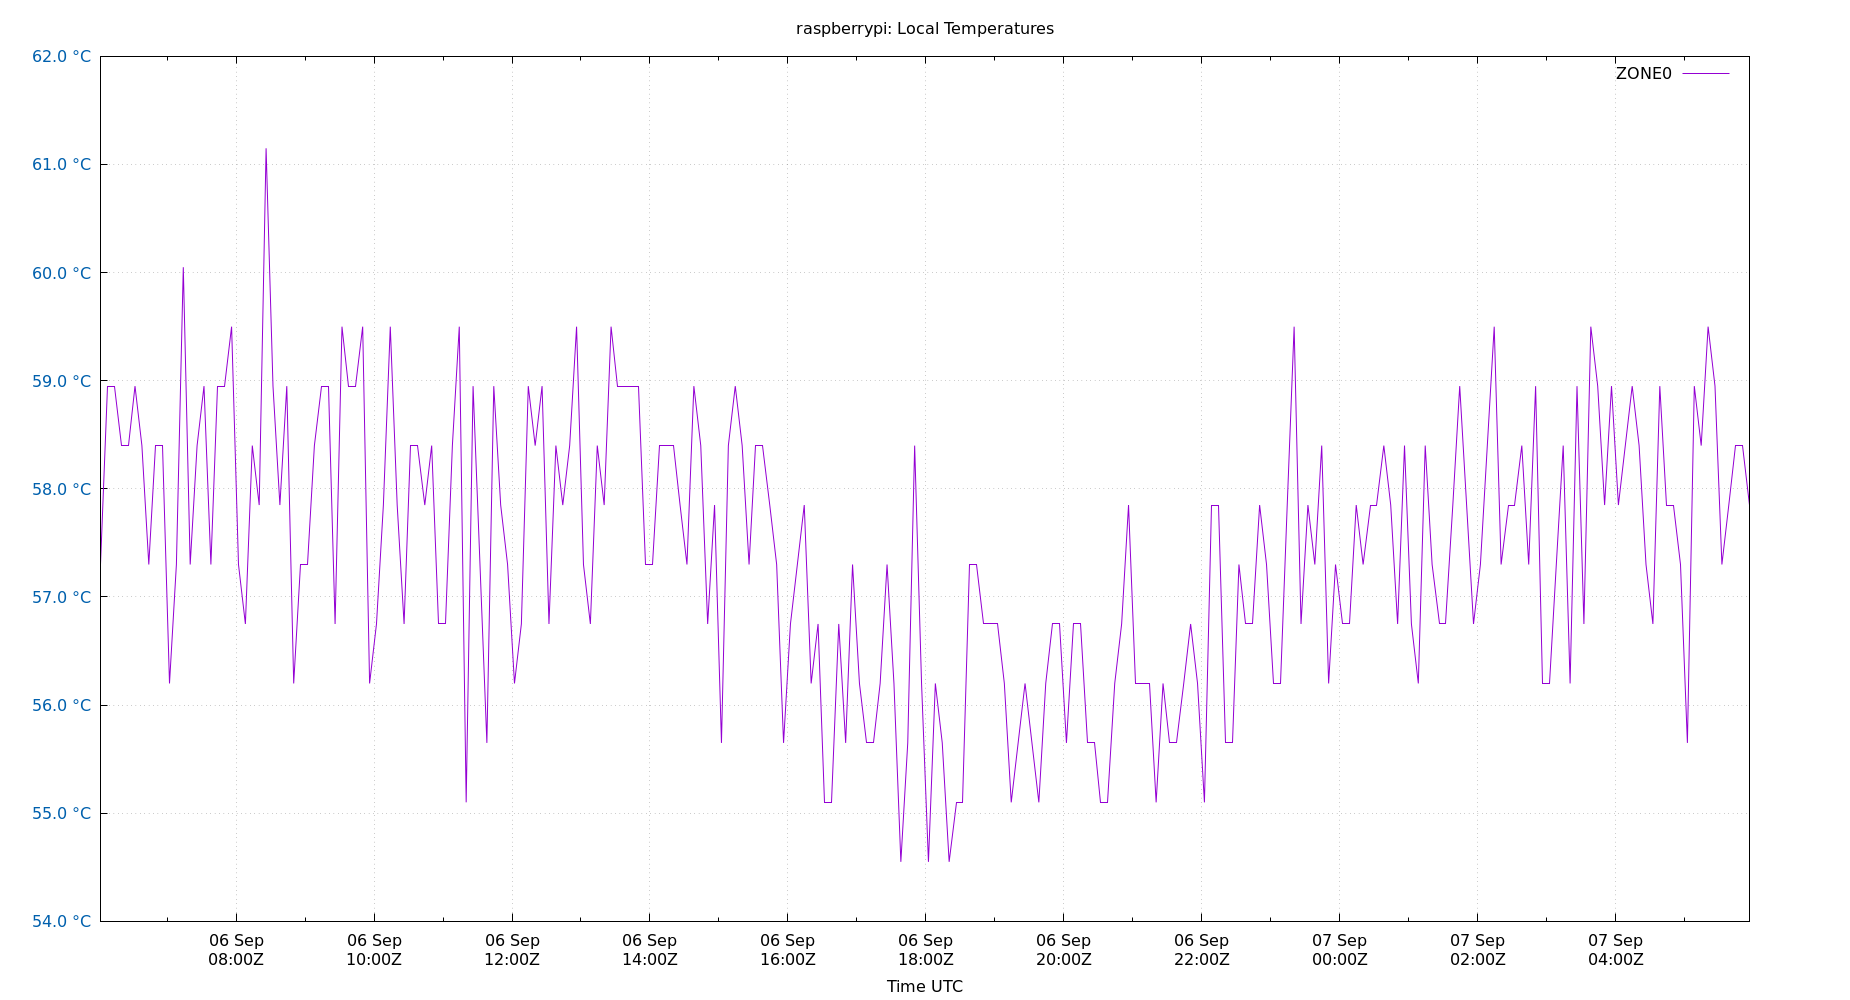 raspberrypi: Local Temperatures
62.0 °C
ZONE0
61.0 °C
60.0 °C
59.0 °C
58.0 °C
57.0 °C
56.0 °C
55.0 °C
54.0 °C
06 Sep 06 Sep 06 Sep 06 Sep 06 Sep 06 Sep 06 Sep 06 Sep 07 Sep 07 Sep 07 Sep
08:00Z 10:00Z 12:00Z 14:00Z 16:00Z 18:00Z 20:00Z 22:00Z 00:00Z 02:00Z 04:00Z
Time UTC